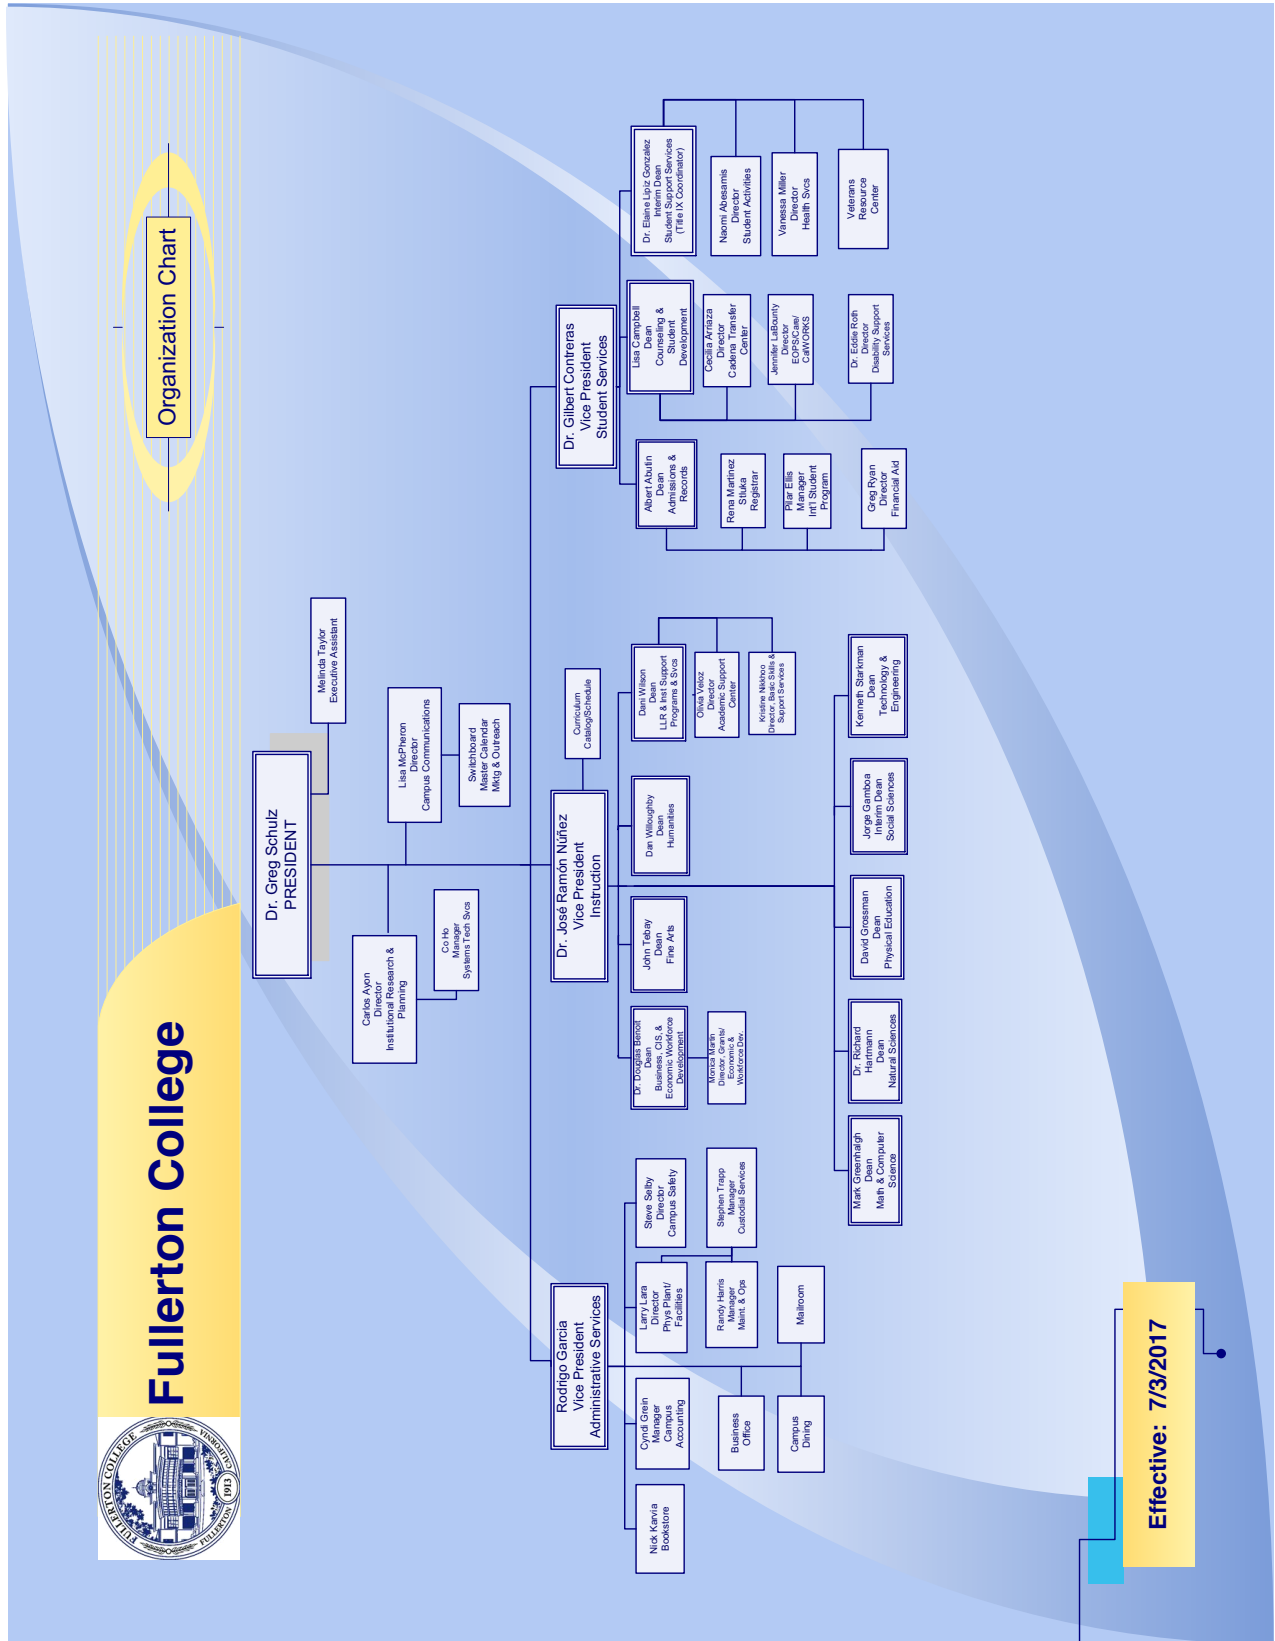 FULLERTON COLLEGE
FULLERTON
1913
CALIFORNIA
Fullerton College
Organization Chart
Dr. Greg Schulz
PRESIDENT
Melinda Taylor
Executive Assistant
Carlos Ayon
Director
Institutional Research &
Planning
Lisa McPheron
Director
Campus Communications
Co Ho
Manager
Systems Tech Svcs
Switchboard
Master Calendar
Mktg & Outreach
Rodrigo Garcia
Vice President
Administrative Services
Dr. José Ramón Núñez
Vice President
Instruction
Curriculum
Catalog/Schedule
Dr. Gilbert Contreras
Vice President
Student Services
Nick Karvia
Bookstore
Cyndi Grein
Manager
Campus
Accounting
Larry Lara
Director
Phys Plant/
Facilities
Steve Selby
Director
Campus Safety
Business
Office
Randy Harris
Manager
Maint. & Ops
Stephen Trapp
Manager
Custodial Services
Campus
Dining
Mailroom
Dr. Douglas Benoit
Dean
Business, CIS, &
Economic Workforce
Development
John Tebay
Dean
Fine Arts
Dan Willoughby
Dean
Humanities
Dani Wilson
Dean
LLR & Inst Support
Programs & Svcs
Monica Martin
Director, Grants/
Economic &
Workforce Dev.
Olivia Veloz
Director
Academic Support
Center
Kristine Nikkhoo
Director, Basic Skills &
Support Services
Mark Greenhalgh
Dean
Math & Computer
Science
Dr. Richard
Hartmann
Dean
Natural Sciences
David Grossman
Dean
Physical Education
Jorge Gamboa
Interim Dean
Social Sciences
Kenneth Starkman
Dean
Technology &
Engineering
Albert Abutin
Dean
Admissions &
Records
Lisa Campbell
Dean
Counseling &
Student
Development
Dr. Elaine Lipiz Gonzalez
Interim Dean
Student Support Services
(Title IX Coordinator)
Rena Martinez
Stluka
Registrar
Cecilia Arriaza
Director
Cadena Transfer
Center
Naomi Abesamis
Director
Student Activities
Pilar Ellis
Manager
Int'l Student
Program
Jennifer LaBounty
Director
EOPS/Care/
CalWORKS
Vanessa Miller
Director
Health Svcs
Greg Ryan
Director
Financial Aid
Dr. Eddie Roth
Director
Disability Support
Services
Veterans
Resource
Center
Effective: 7/3/2017